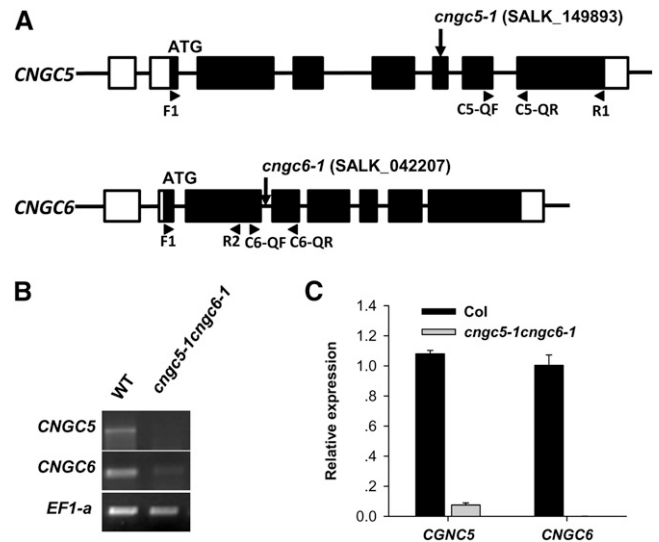 A
cngc5-1 (SALK_149893)
ATG
CNGC5
F1
C5-QF
C5-QR
R1
cngc6-1 (SALK_042207)
ATG
CNGC6
F1
R2
C6-QF
C6-QR
B
WT
cngc5-1cngc6-1
CNGC5
CNGC6
EF1-a
C
Relative expression
1.4
1.2
1.0
.8
.6
.4
.2
0.0
Col
cngc5-1cngc6-1
CGNC5
CNGC6